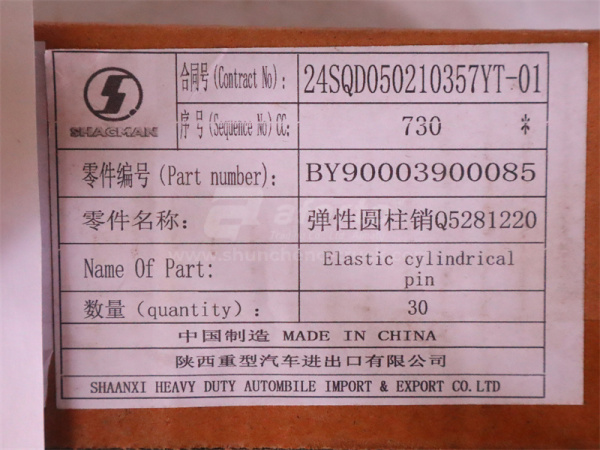 SHACMAN
合同号(Contract No): 24SQD050210357YT-01
序号(Sequence No)CC: 730 *
零件编号(Part number): BY90003900085
零件名称: 弹性圆柱销Q5281220
Name Of Part: Elastic cylindrical
pin
数量(quantity): 30
中国制造 MADE IN CHINA
陕西重型汽车进出口有限公司
SHAANXI HEAVY DUTY AUTOMBILE IMPORT & EXPORT CO.LTD